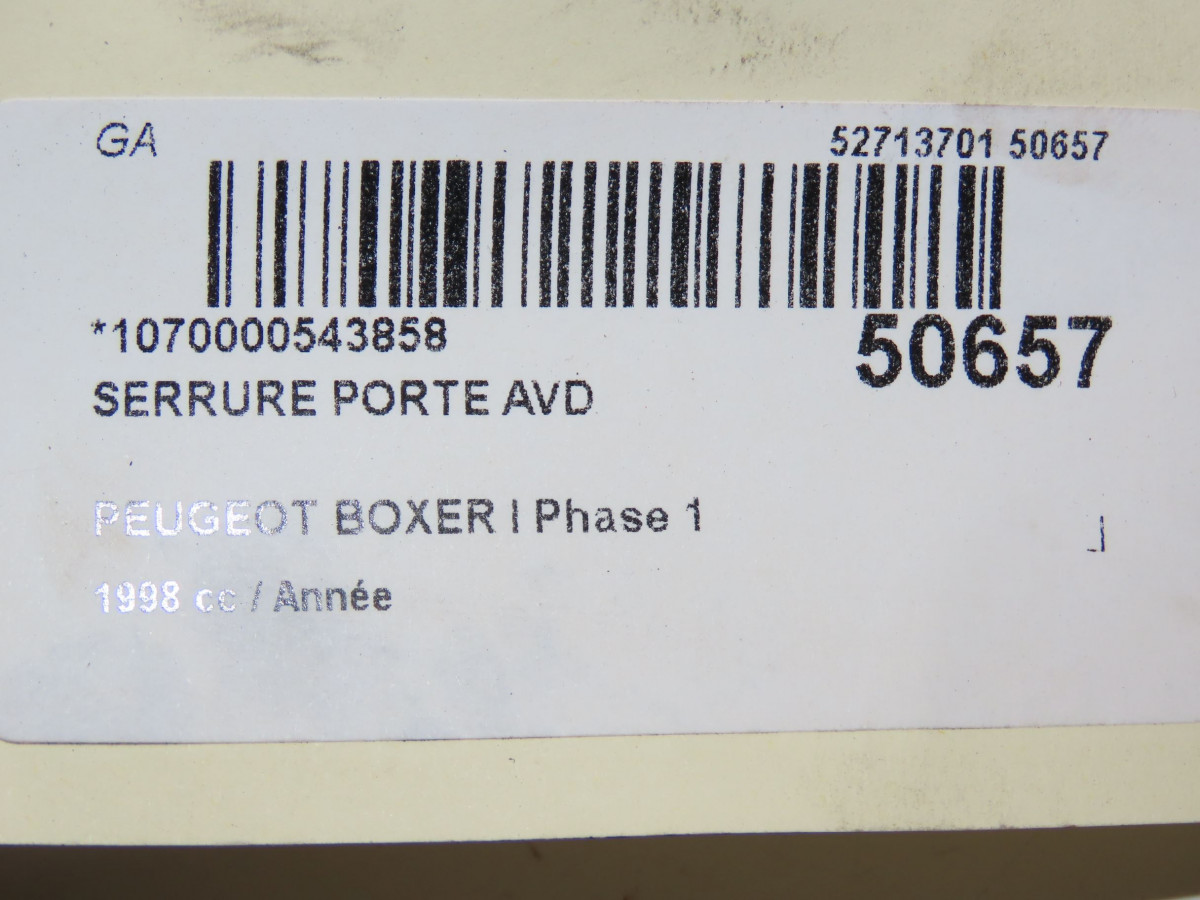 GA
52713701 50657
*1070000543858
50657
SERRURE PORTE AVD
PEUGEOT BOXER I Phase 1
1998 cc / Année